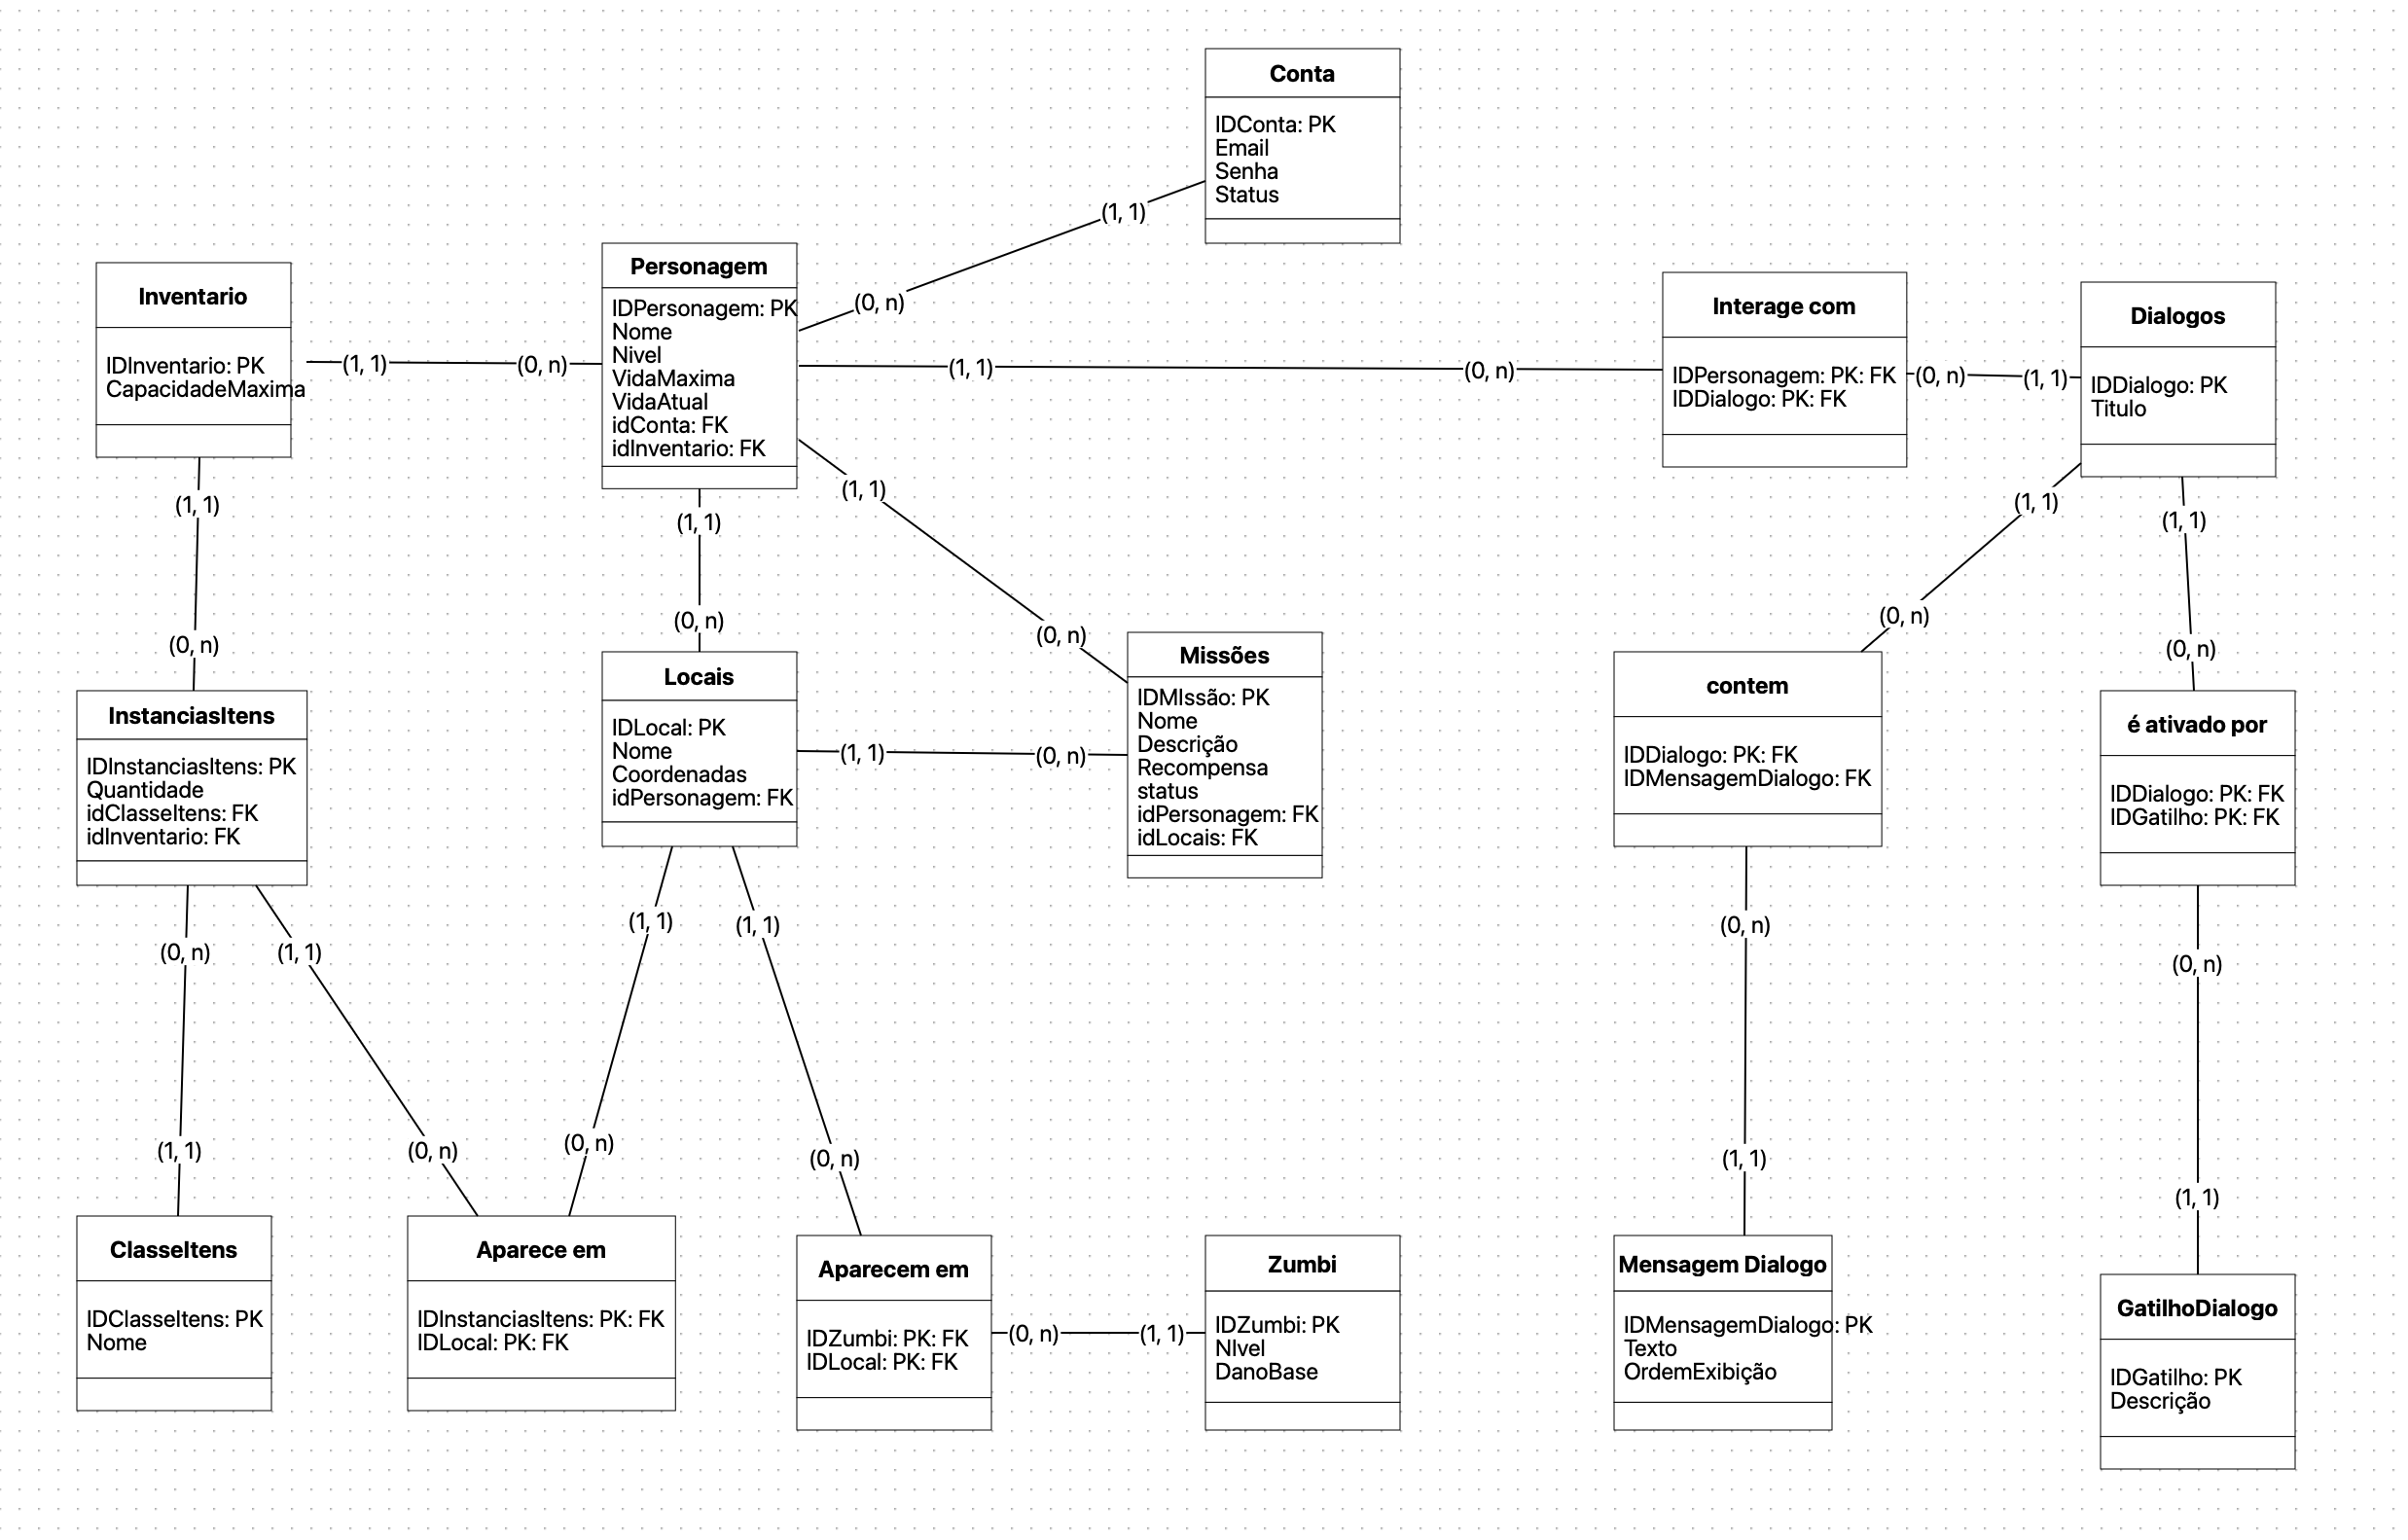 Conta
IDConta: PK
Email
Senha
Status
(1, 1)
(0, n)
Personagem
IDPersonagem: PK
Nome
Nivel
VidaMaxima
VidaAtual
idConta: FK
idInventario: FK
Inventario
IDInventario: PK
CapacidadeMaxima
(1, 1)
(0, n)
(1, 1)
(0, n)
Interage com
IDPersonagem: PK: FK
IDDialogo: PK: FK
(0, n)
(1, 1)
Dialogos
IDDialogo: PK
Titulo
(1, 1)
(0, n)
(1, 1)
(0, n)
(1, 1)
(0, n)
(1, 1)
(0, n)
(1, 1)
(0, n)
InstanciasItens
IDInstanciasItens: PK
Quantidade
idClasseItens: FK
idInventario: FK
Locais
IDLocal: PK
Nome
Coordenadas
idPersonagem: FK
(1, 1)
(0, n)
Missões
IDMIssão: PK
Nome
Descrição
Recompensa
status
idPersonagem: FK
idLocais: FK
contem
IDDialogo: PK: FK
IDMensagemDialogo: FK
é ativado por
IDDialogo: PK: FK
IDGatilho: PK: FK
(0, n)
(1, 1)
(1, 1)
(1, 1)
(0, n)
(0, n)
(1, 1)
(0, n)
(0, n)
(0, n)
(1, 1)
(1, 1)
ClasseItens
IDClasseItens: PK
Nome
Aparece em
IDInstanciasItens: PK: FK
IDLocal: PK: FK
Aparecem em
IDZumbi: PK: FK
IDLocal: PK: FK
(0, n)
(1, 1)
Zumbi
IDZumbi: PK
NIvel
DanoBase
Mensagem Dialogo
IDMensagemDialogo: PK
Texto
OrdemExibição
GatilhoDialogo
IDGatilho: PK
Descrição